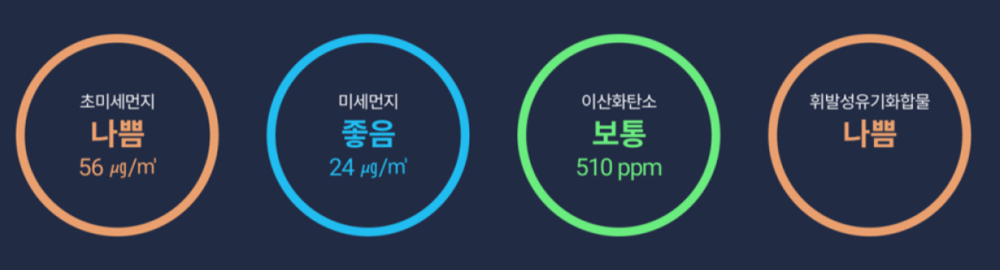 초미세먼지
나쁨
56 ㎍/㎥
미세먼지
좋음
24 ㎍/㎥
이산화탄소
보통
510 ppm
휘발성유기화합물
나쁨